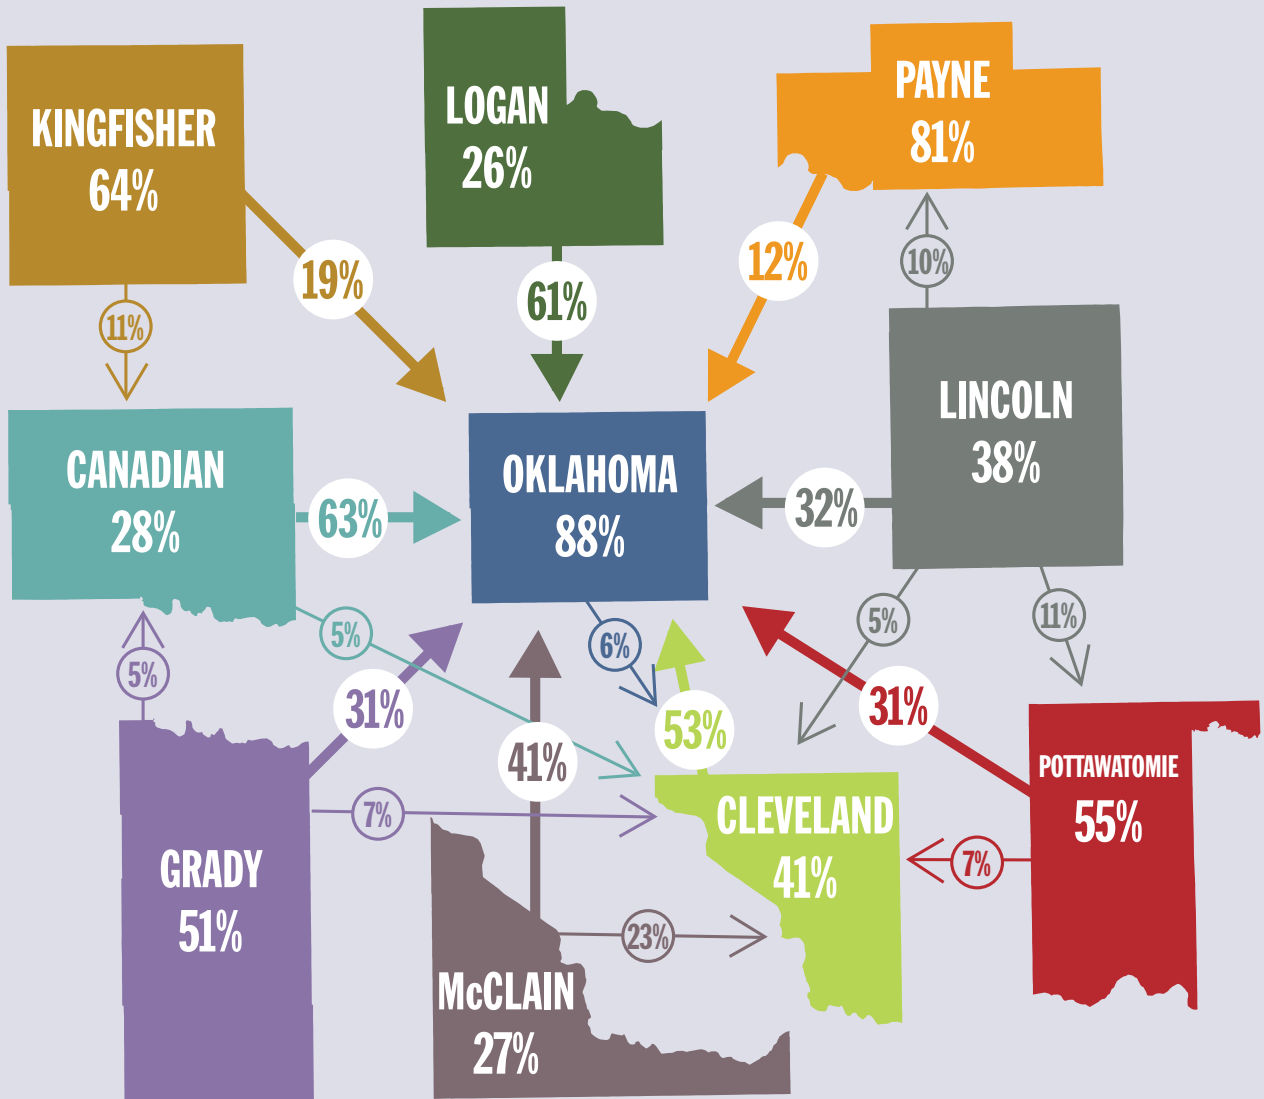 KINGFISHER
64%
LOGAN
26%
PAYNE
81%
19%
61%
12%
10%
11%
CANADIAN
28%
63%
OKLAHOMA
88%
32%
LINCOLN
38%
5%
5%
31%
41%
6%
53%
5%
31%
11%
GRADY
51%
7%
McCLAIN
27%
23%
CLEVELAND
41%
7%
POTTAWATOMIE
55%